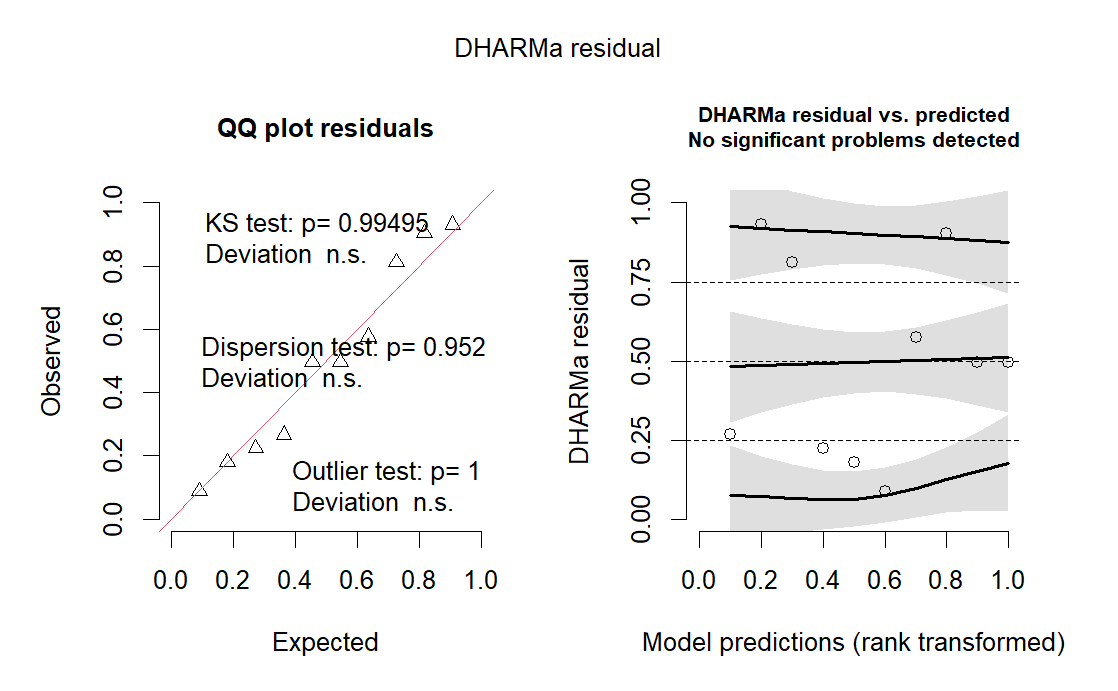 DHARMa residual
QQ plot residuals
KS test: p= 0.99495
Deviation  n.s.
Dispersion test: p= 0.952
Deviation  n.s.
Outlier test: p= 1
Deviation  n.s.
Observed
0.0 0.2 0.4 0.6 0.8 1.0
0.0 0.2 0.4 0.6 0.8 1.0
Expected
DHARMa residual vs. predicted
No significant problems detected
DHARMa residual
0.00 0.25 0.50 0.75 1.00
0.0 0.2 0.4 0.6 0.8 1.0
Model predictions (rank transformed)